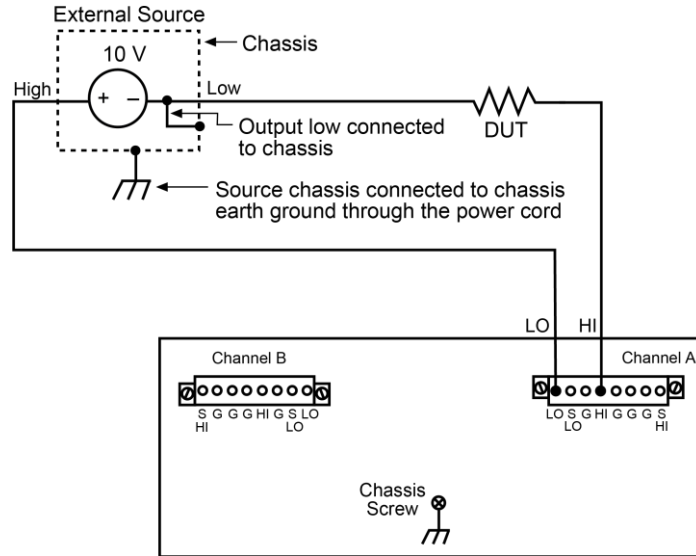 External Source
Chassis
10 V
High
+ −
Low
DUT
Output low connected
to chassis
Source chassis connected to chassis
earth ground through the power cord
LO HI
Channel B
Channel A
S G G G HI G S LO
HI LO
LO S G HI G G G S
LO HI
Chassis
Screw